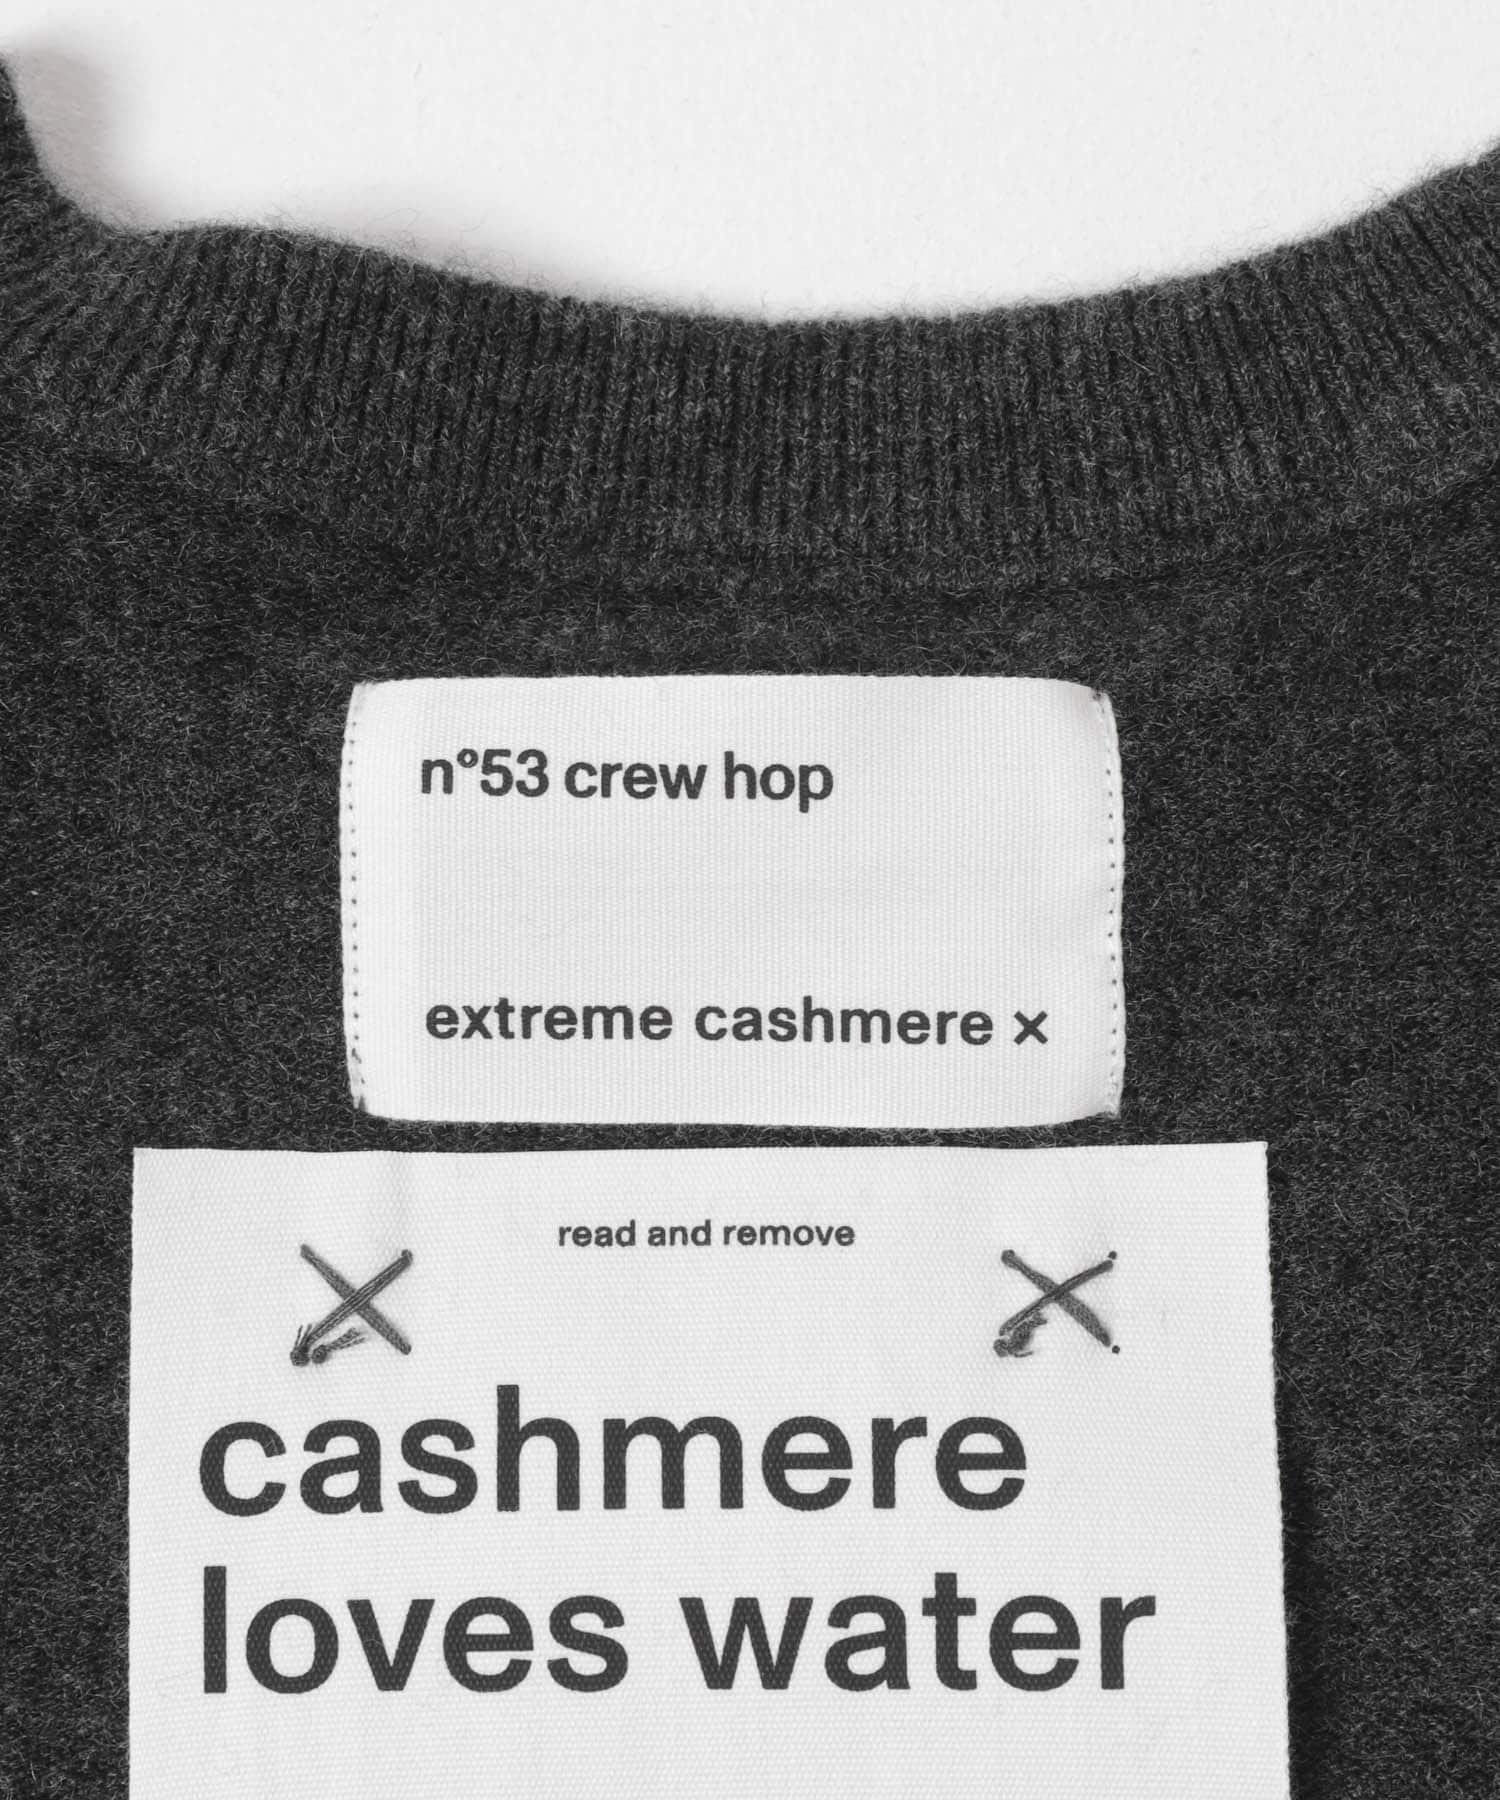 n°53 crew hop
extreme cashmere ×
read and remove
cashmere
loves water